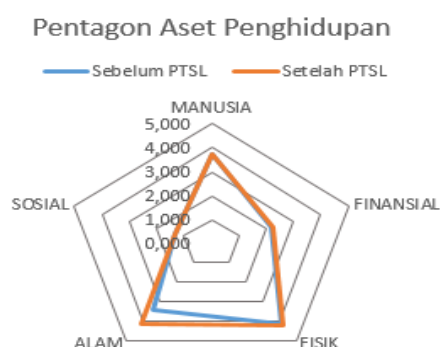 Pentagon Aset Penghidupan
Sebelum PTSL Setelah PTSL
MANUSIA
5,000
4,000
3,000
2,000
1,000
0,000
SOSIAL
FINANSIAL
ALAM
FISIK